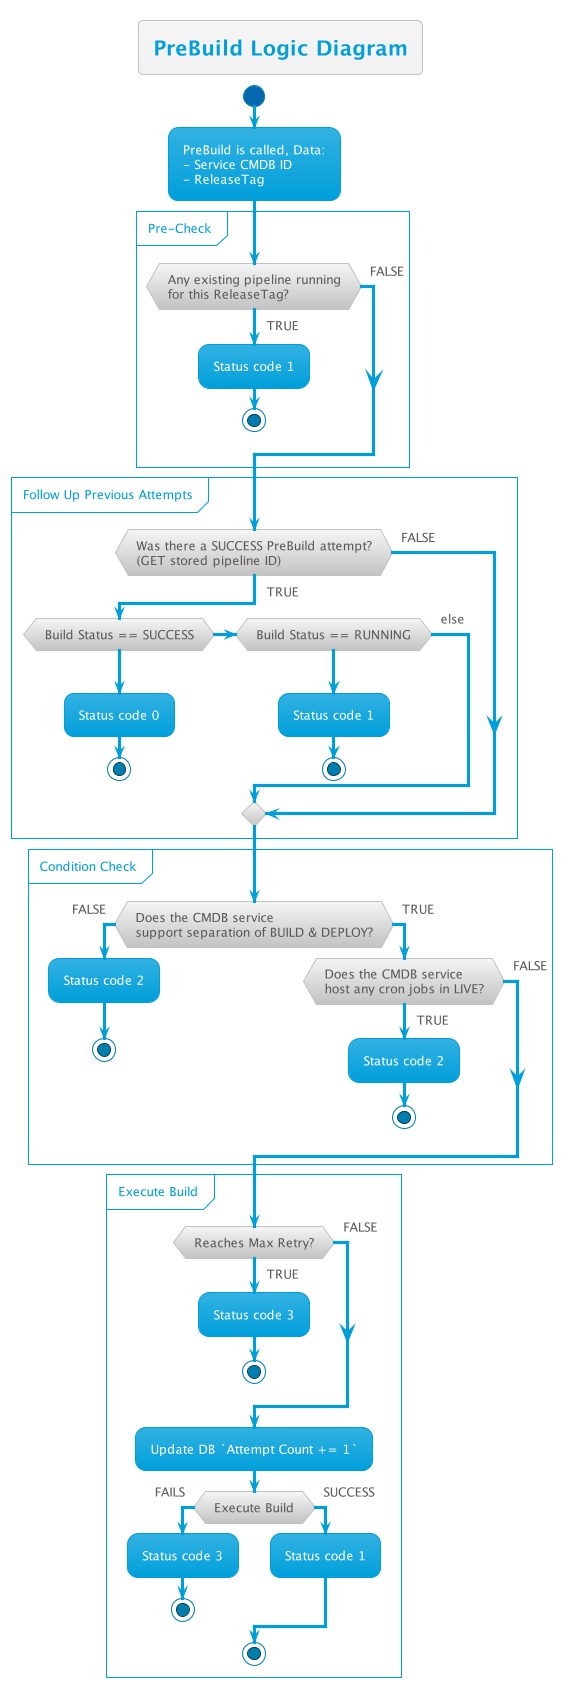 PreBuild Logic Diagram
PreBuild is called, Data:
- Service CMDB ID
- ReleaseTag
Pre-Check
Any existing pipeline running
for this ReleaseTag?
FALSE
TRUE
Status code 1
Follow Up Previous Attempts
Was there a SUCCESS PreBuild attempt?
(GET stored pipeline ID)
FALSE
TRUE
Build Status == SUCCESS
Build Status == RUNNING
else
Status code 0
Status code 1
Condition Check
FALSE
Does the CMDB service
support separation of BUILD & DEPLOY?
TRUE
Status code 2
Does the CMDB service
host any cron jobs in LIVE?
FALSE
TRUE
Status code 2
Execute Build
Reaches Max Retry?
FALSE
TRUE
Status code 3
Update DB `Attempt Count += 1`
FAILS
Execute Build
SUCCESS
Status code 3
Status code 1